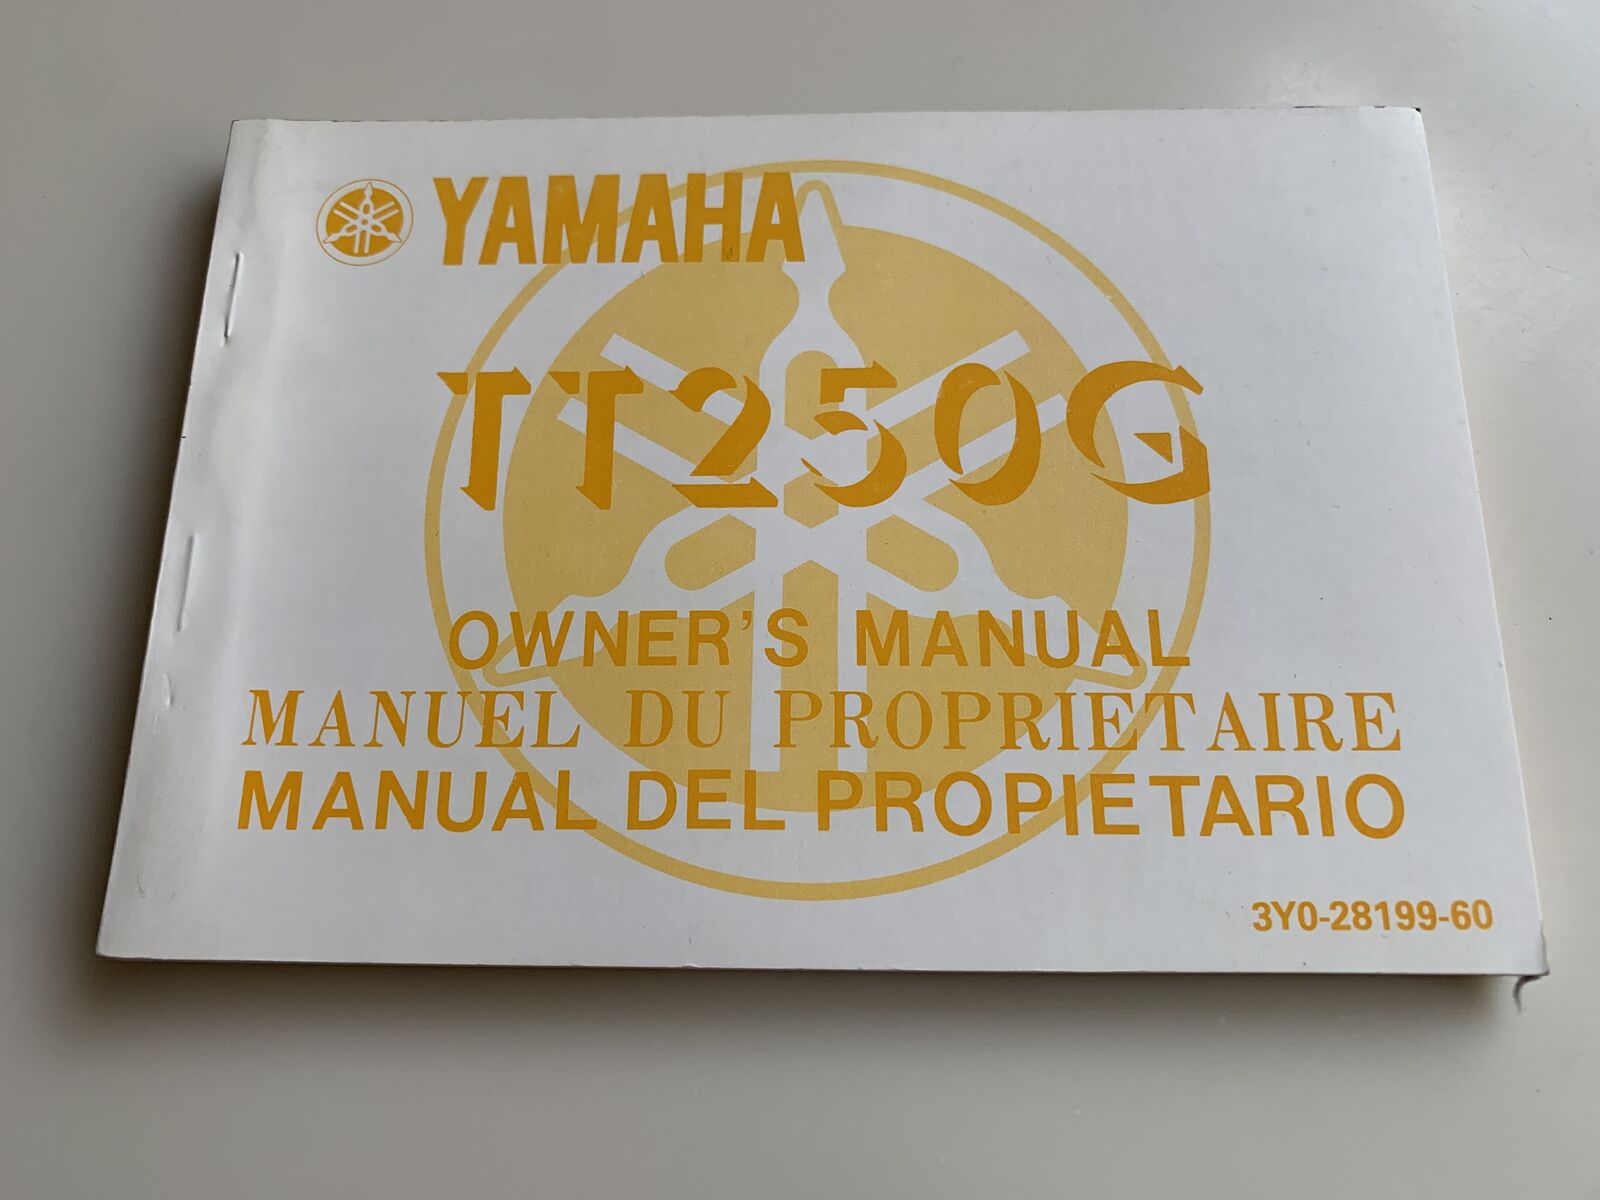 YAMAHA
TT250G
OWNER'S MANUAL
MANUEL DU PROPRIETAIRE
MANUAL DEL PROPIETARIO
3Y0-28199-60